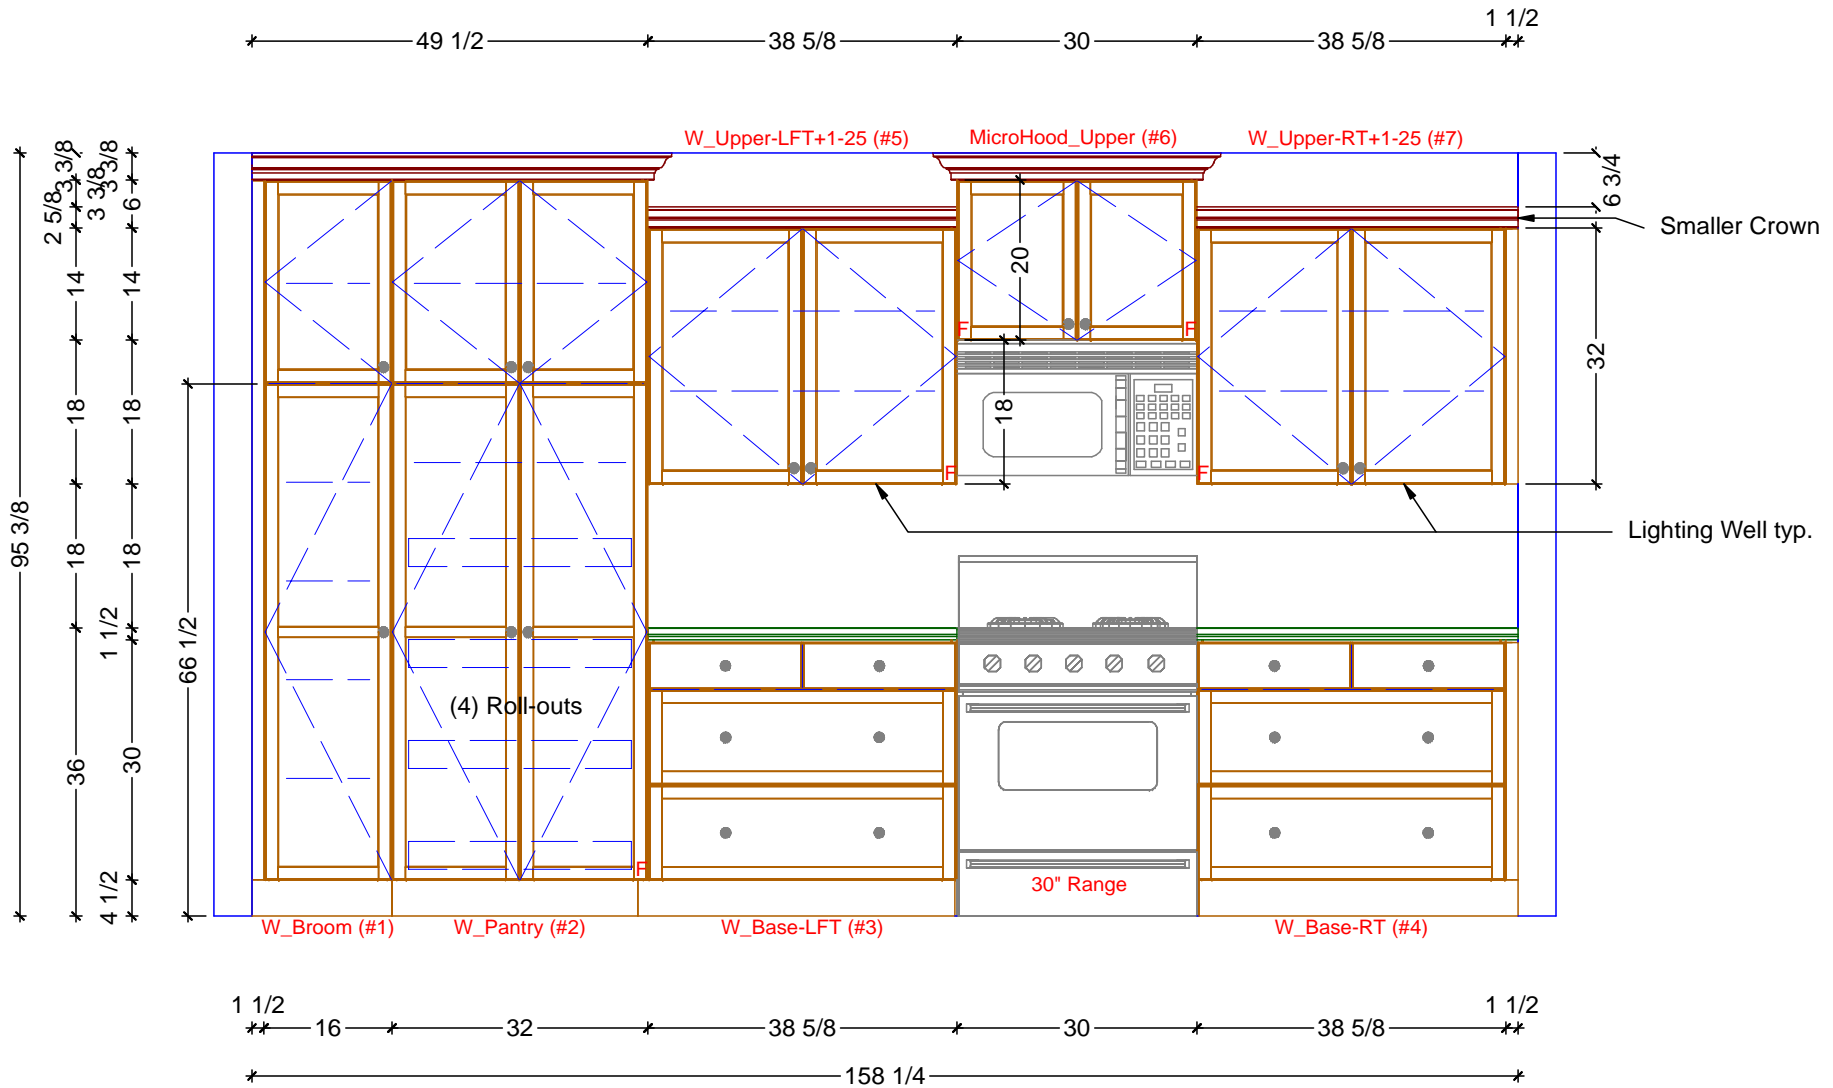 1 1/2
49 1/2
38 5/8
30
38 5/8
W_Upper-LFT+1-25 (#5)
MicroHood_Upper (#6)
W_Upper-RT+1-25 (#7)
3 3/8
3 3/8
3 3/8
2 5/8
6
6 3/4
Smaller Crown
14
14
20
32
F
F
18
18
18
F
F
95 3/8
Lighting Well typ.
18
18
1 1/2
66 1/2
(4) Roll-outs
36
30
F
30" Range
4 1/2
W_Broom (#1)
W_Pantry (#2)
W_Base-LFT (#3)
W_Base-RT (#4)
1 1/2
1 1/2
16
32
38 5/8
30
38 5/8
158 1/4